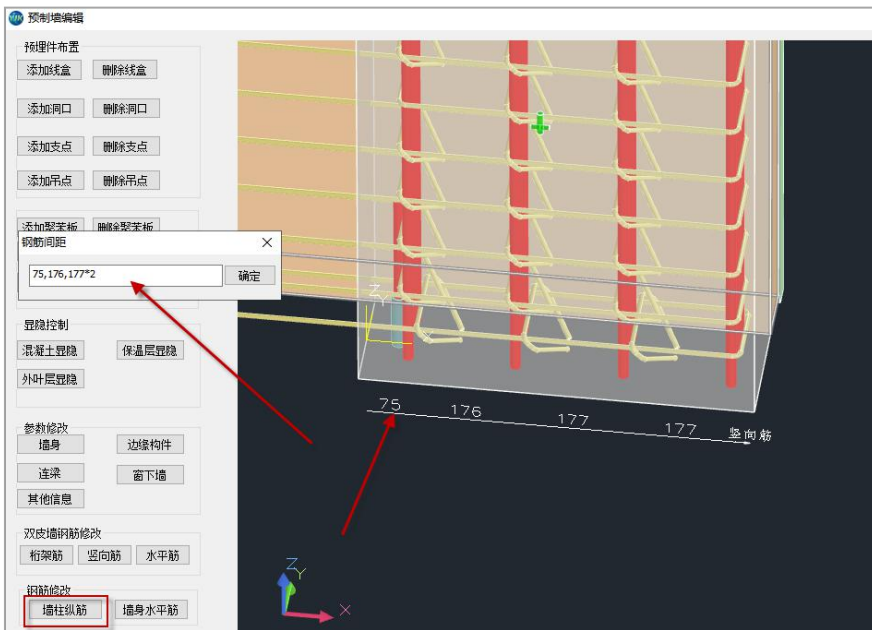 YJK 预制墙编辑
预埋件布置
添加线盒 删除线盒
添加洞口 删除洞口
添加支点 删除支点
添加吊点 删除吊点
添加聚苯板 删除聚苯板
钢筋间距
75,176,177*2 确定
显隐控制
混凝土显隐 保温层显隐
外叶层显隐
参数修改
墙身 边缘构件
连梁 窗下墙
其他信息
双皮墙钢筋修改
桁架筋 竖向筋 水平筋
钢筋修改
墙柱纵筋 墙身水平筋
Z
Y
75 176 177 177 竖向筋
Z
Y
X